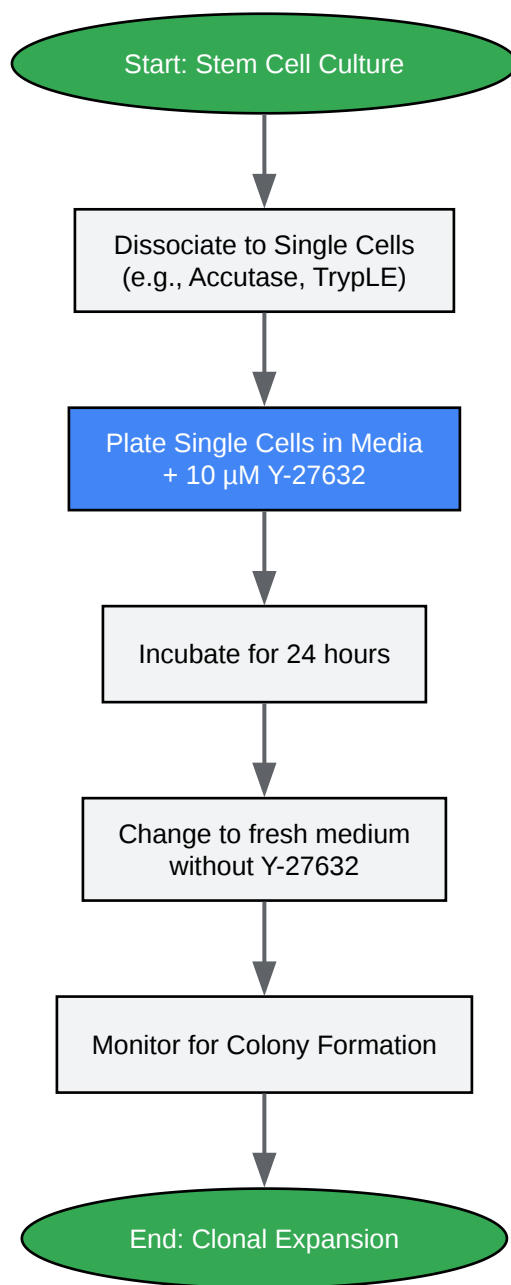 Start: Stem Cell Culture
Dissociate to Single Cells
(e.g., Accutase, TrypLE)
Plate Single Cells in Media
+ 10 µM Y-27632
Incubate for 24 hours
Change to fresh medium
without Y-27632
Monitor for Colony Formation
End: Clonal Expansion